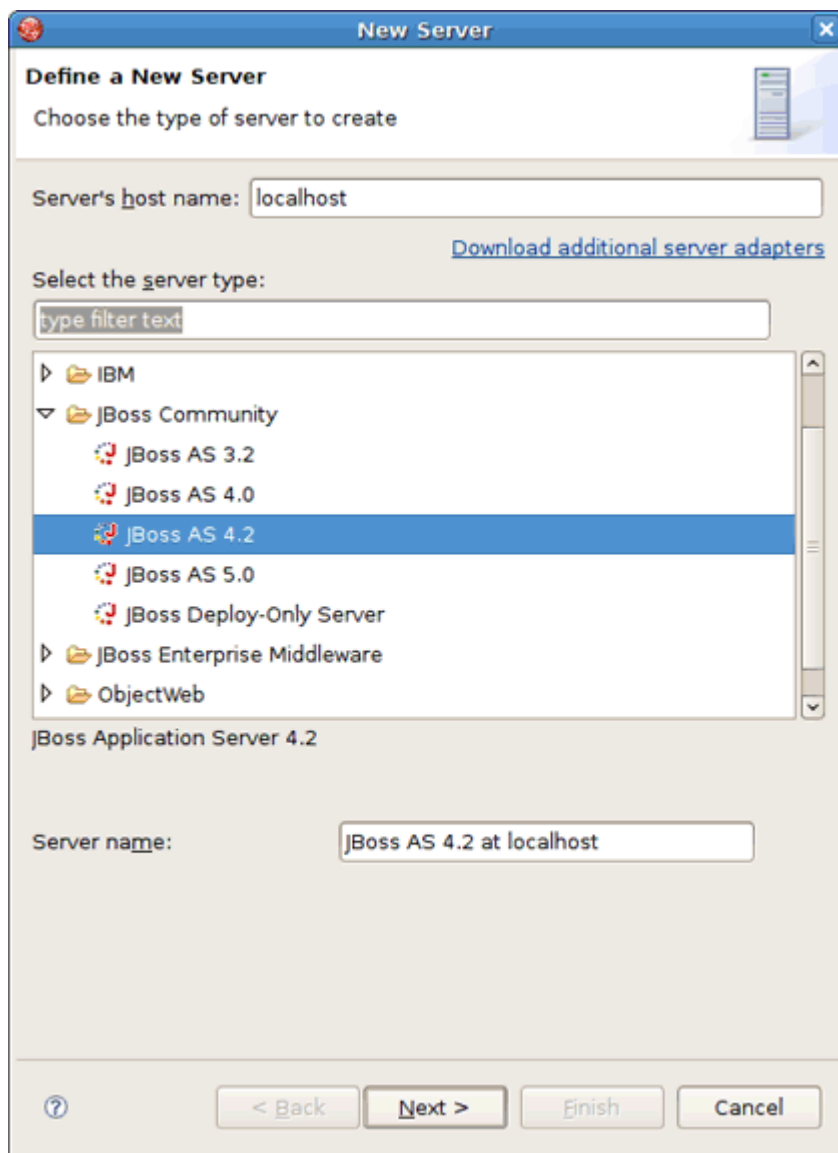 New Server
Define a New Server
Choose the type of server to create
Server's host name: localhost
Download additional server adapters
Select the server type:
type filter text
IBM
JBoss Community
JBoss AS 3.2
JBoss AS 4.0
JBoss AS 4.2
JBoss AS 5.0
JBoss Deploy-Only Server
JBoss Enterprise Middleware
ObjectWeb
JBoss Application Server 4.2
Server name: JBoss AS 4.2 at localhost
? < Back Next > Finish Cancel